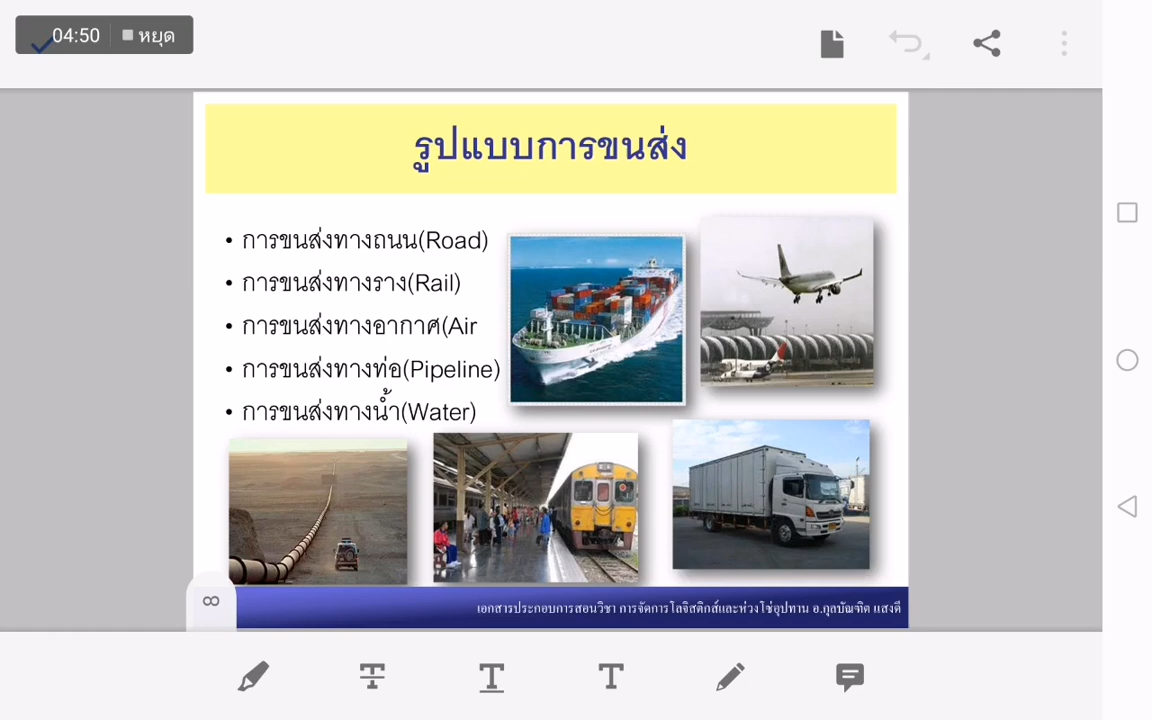 04:50 หยุด
รูปแบบการขนส่ง
• การขนส่งทางถนน(Road)
• การขนส่งทางราง(Rail)
• การขนส่งทางอากาศ(Air
• การขนส่งทางท่อ(Pipeline)
• การขนส่งทางน้ำ(Water)
8
เอกสารประกอบการสอนวิชา การจัดการโลจิสติกส์และห่วงโซ่อุปทาน อ.กุลบัณฑิต แสงดี